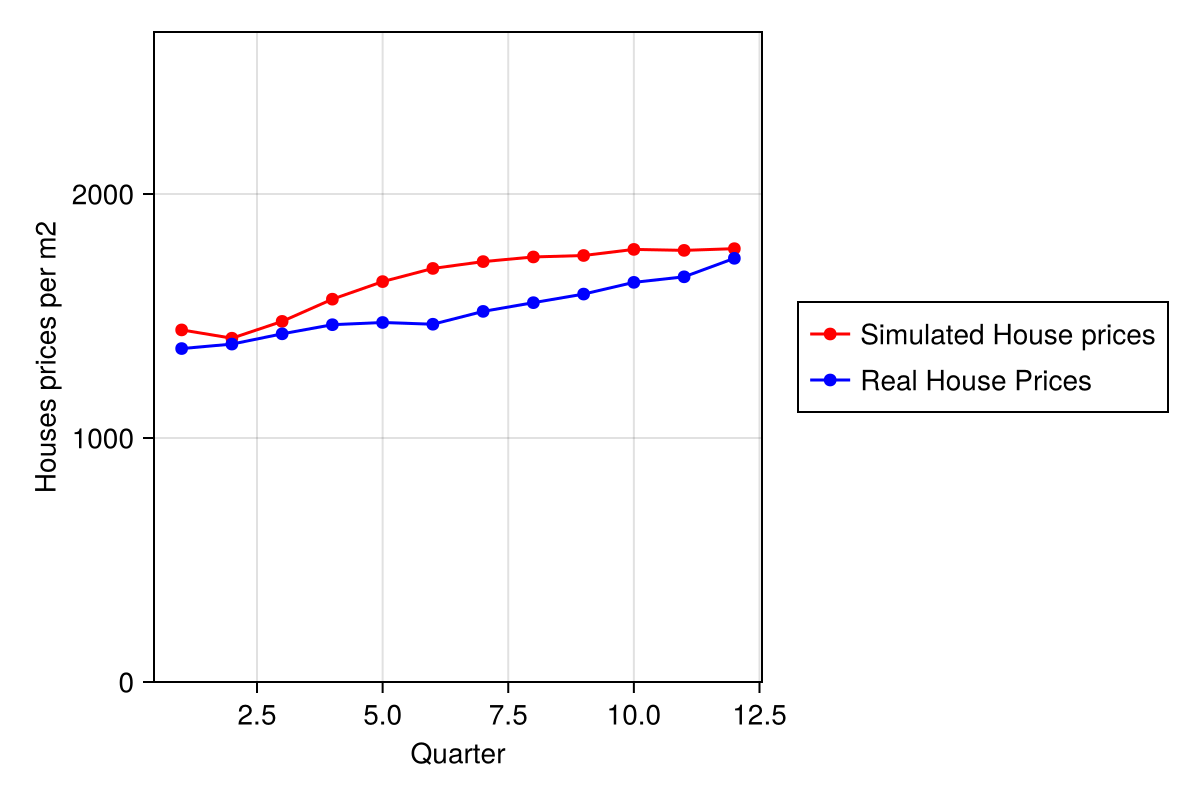 Houses prices per m2
2000
1000
0
2.5 5.0 7.5 10.0 12.5
Quarter
Simulated House prices
Real House Prices